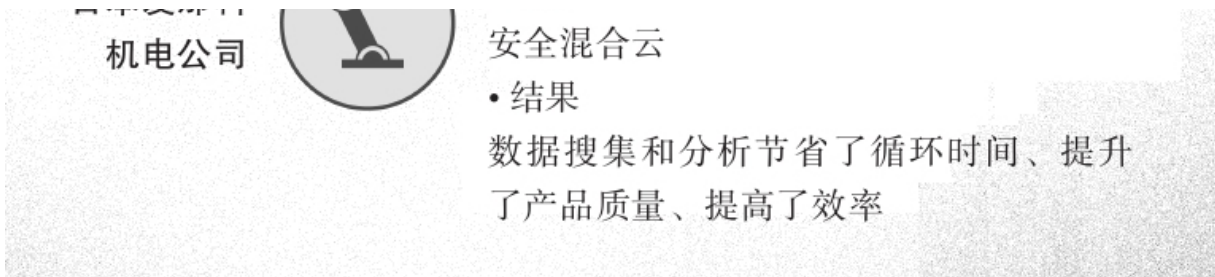 机电公司
安全混合云
• 结果
数据搜集和分析节省了循环时间、提升
了产品质量、提高了效率